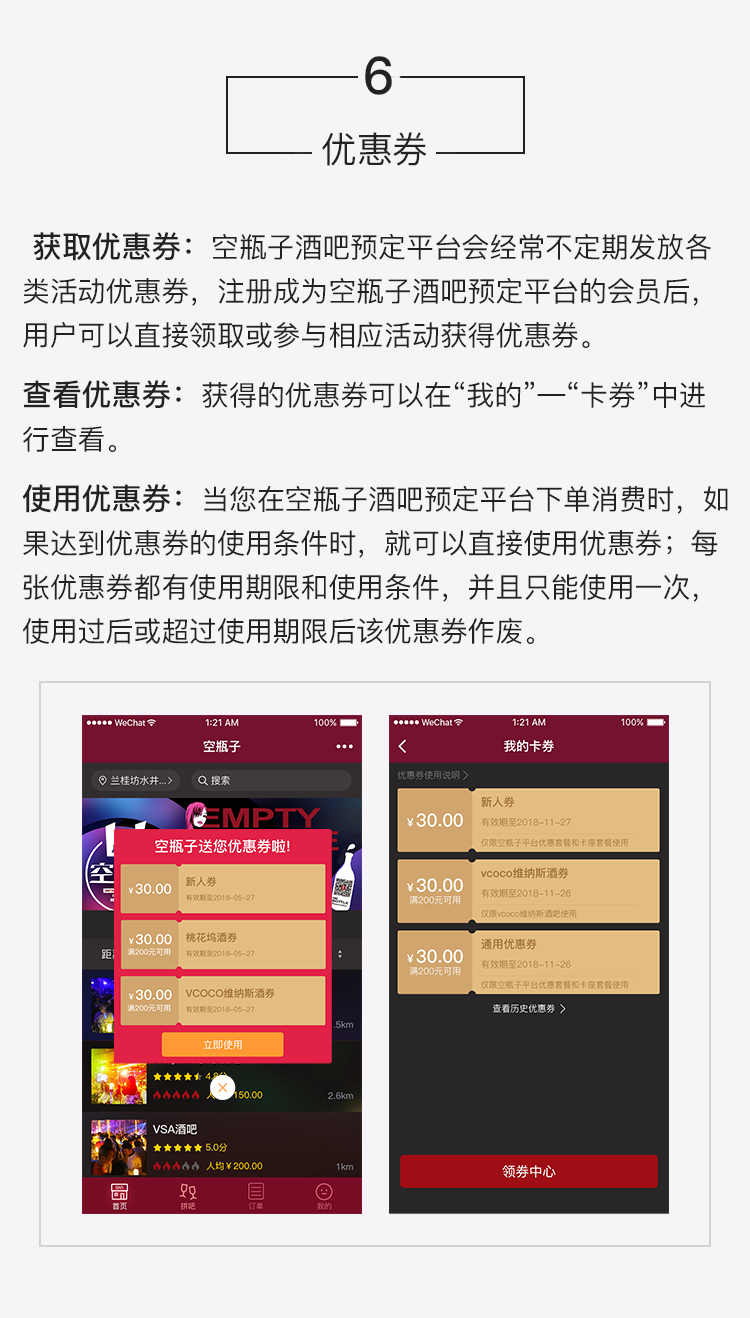 6
优惠券
获取优惠券：空瓶子酒吧预定平台会经常不定期发放各
类活动优惠券，注册成为空瓶子酒吧预定平台的会员后，
用户可以直接领取或参与相应活动获得优惠券。
查看优惠券：获得的优惠券可以在“我的”—“卡券”中进
行查看。
使用优惠券：当您在空瓶子酒吧预定平台下单消费时，如
果达到优惠券的使用条件时，就可以直接使用优惠券；每
张优惠券都有使用期限和使用条件，并且只能使用一次，
使用过后或超过使用期限后该优惠券作废。
WeChat 1:21 AM 100%
空瓶子
兰桂坊水井...
搜索
EMPTY
空瓶子送您优惠券啦!
¥30.00
新人券
有效期至2018-05-27
¥30.00
满200元可用
桃花坞酒券
有效期至2018-05-27
¥30.00
满200元可用
VCOCO维纳斯酒券
有效期至2018-05-27
立即使用
.5km
150.00
2.6km
VSA酒吧
5.0分
人均¥200.00
1km
首页
拼吧
订单
我的
WeChat 1:21 AM 100%
我的卡券
优惠券使用说明
¥30.00
新人券
有效期至2018-11-27
仅限空瓶子平台优惠套餐和卡座套餐使用
¥30.00
满200元可用
vcoco维纳斯酒券
有效期至2018-11-26
仅限vcoco维纳斯酒吧使用
¥30.00
满200元可用
通用优惠券
有效期至2018-11-26
仅限空瓶子平台优惠套餐和卡座套餐使用
查看历史优惠券
领券中心